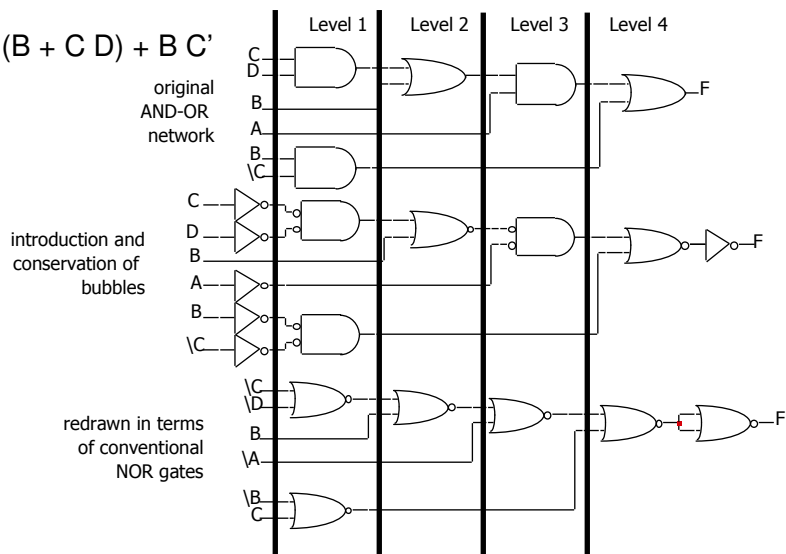 Level 1 Level 2 Level 3 Level 4
(B + C D) + B C’
C
D
original
AND-OR
network
B
A
B
\C
F
C
D
introduction and
conservation of
bubbles
B
A
B
\C
F
\C
\D
redrawn in terms
of conventional
NOR gates
B
\A
\B
C
F